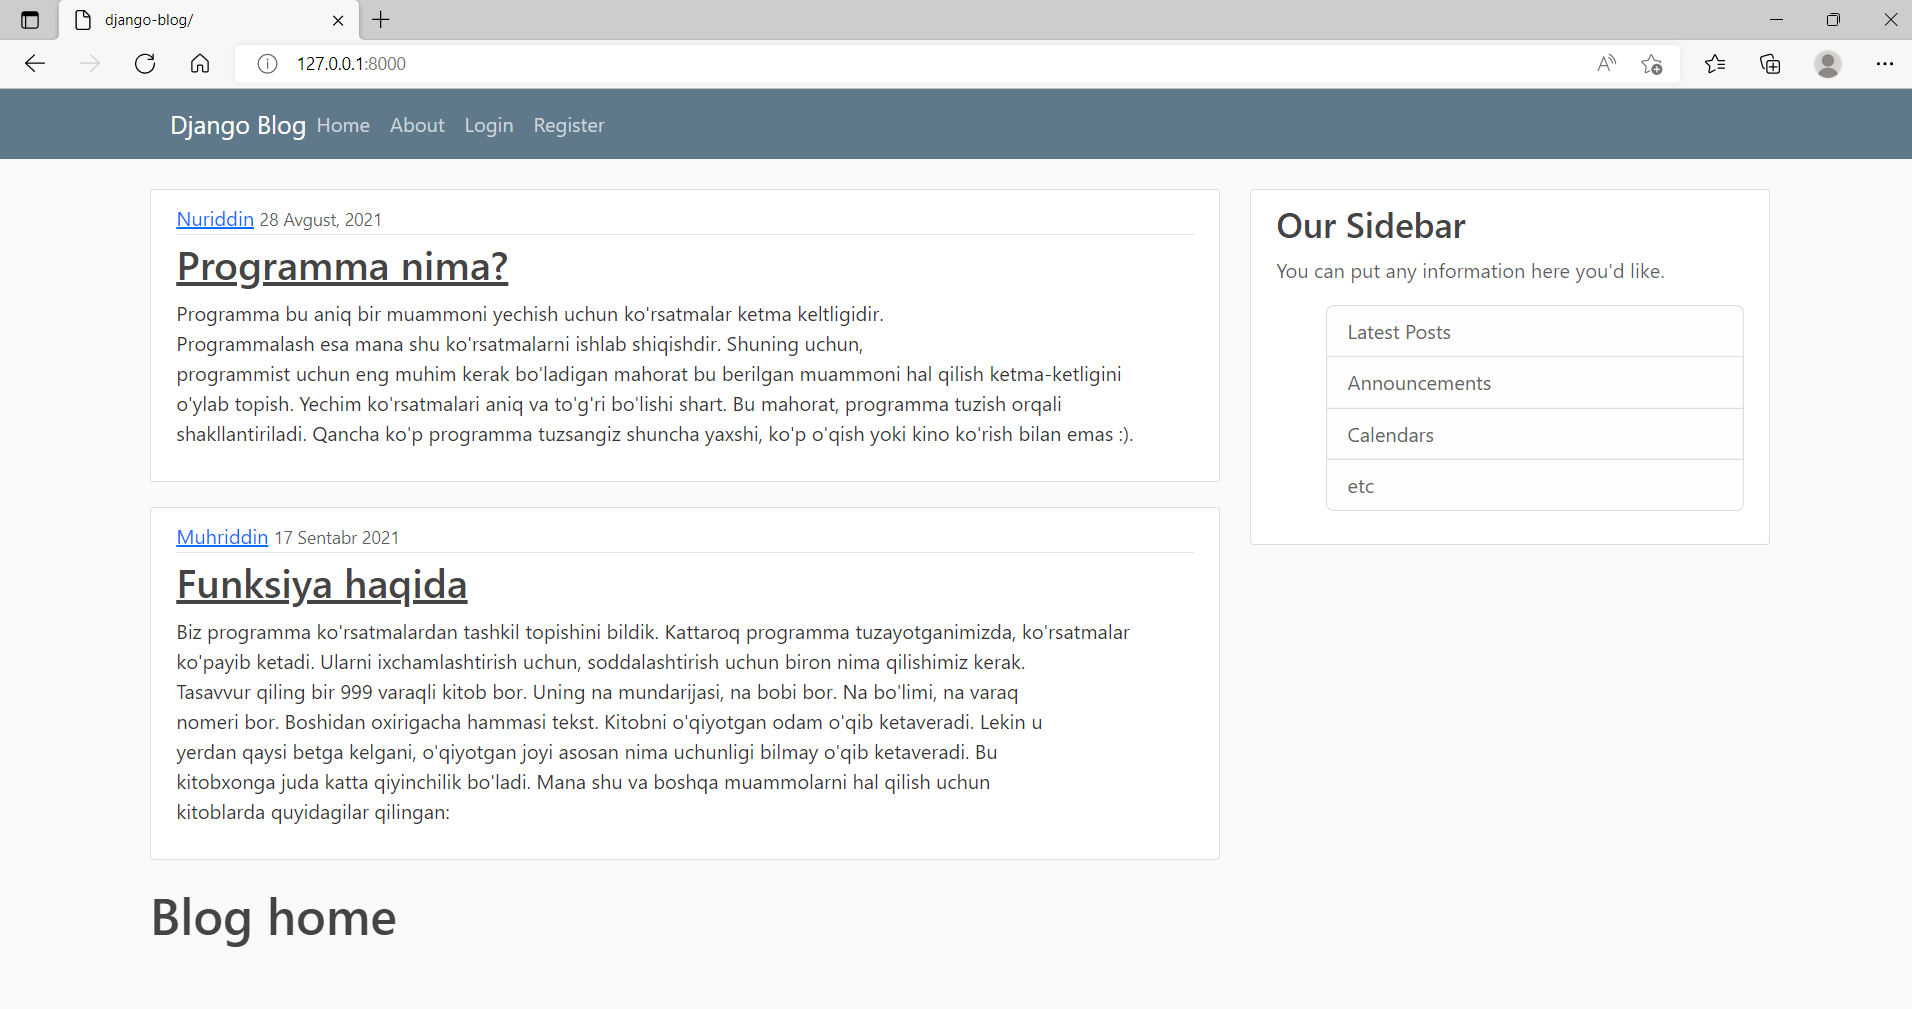 django-blog/
127.0.0.1:8000
Django Blog Home About Login Register
Nuriddin 28 Avgust, 2021
Programma nima?
Programma bu aniq bir muammoni yechish uchun ko'rsatmalar ketma keltligidir.
Programmalash esa mana shu ko'rsatmalarni ishlab shiqishdir. Shuning uchun,
programmist uchun eng muhim kerak bo'ladigan mahorat bu berilgan muammoni hal qilish ketma-ketligini
o'ylab topish. Yechim ko'rsatmalari aniq va to'g'ri bo'lishi shart. Bu mahorat, programma tuzish orqali
shakllantiriladi. Qancha ko'p programma tuzsangiz shuncha yaxshi, ko'p o'qish yoki kino ko'rish bilan emas :).
Muhriddin 17 Sentabr 2021
Funksiya haqida
Biz programma ko'rsatmalardan tashkil topishini bildik. Kattaroq programma tuzayotganimizda, ko'rsatmalar
ko'payib ketadi. Ularni ixchamlashtirish uchun, soddalashtirish uchun biron nima qilishimiz kerak.
Tasavvur qiling bir 999 varaqli kitob bor. Uning na mundarijasi, na bobi bor. Na bo'limi, na varaq
nomeri bor. Boshidan oxirigacha hammasi tekst. Kitobni o'qiyotgan odam o'qib ketaveradi. Lekin u
yerdan qaysi betga kelgani, o'qiyotgan joyi asosan nima uchunligi bilmay o'qib ketaveradi. Bu
kitobxonga juda katta qiyinchilik bo'ladi. Mana shu va boshqa muammolarni hal qilish uchun
kitoblarda quyidagilar qilingan:
Blog home
Our Sidebar
You can put any information here you'd like.
Latest Posts
Announcements
Calendars
etc